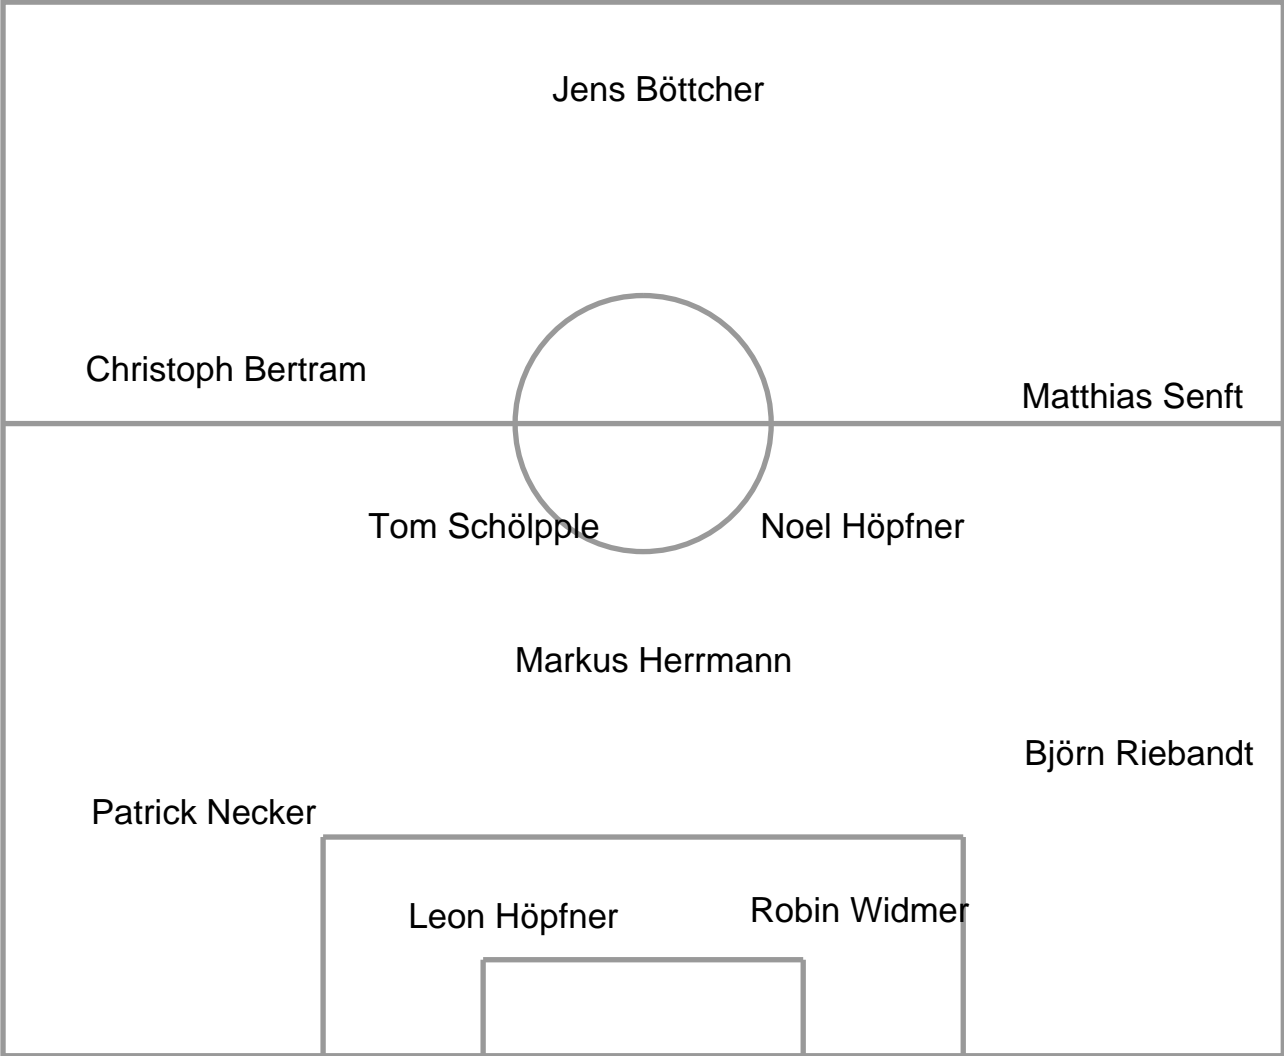 Jens Böttcher
Christoph Bertram
Matthias Senft
Tom Schölpple
Noel Höpfner
Markus Herrmann
Björn Riebandt
Patrick Necker
Leon Höpfner
Robin Widmer